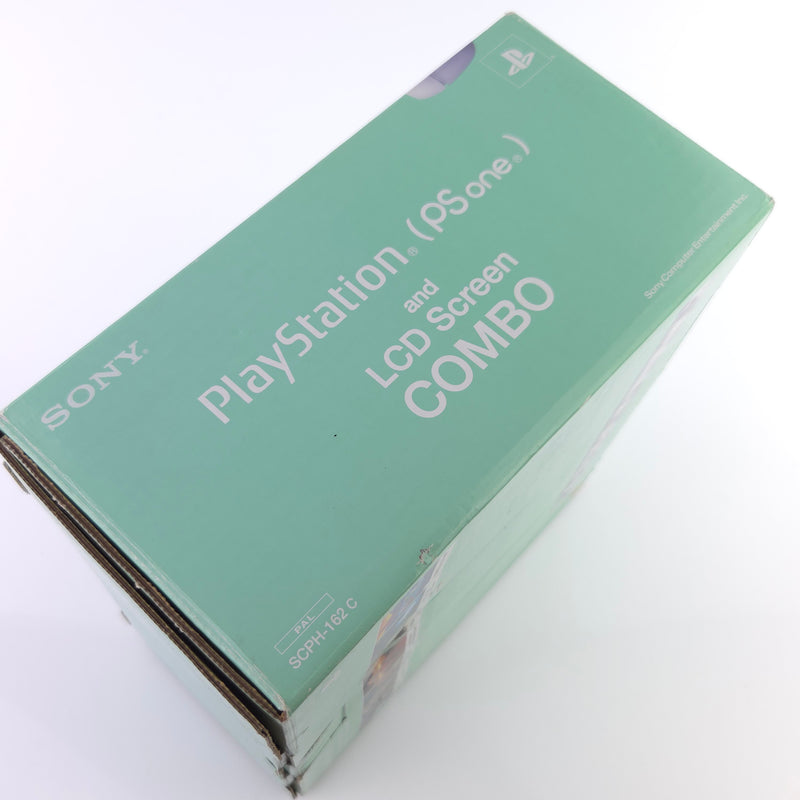 SONY®
PlayStation® (PS one®)
and
LCD Screen
COMBO
Sony Computer Entertainment Inc.
PAL
SCPH-162 C